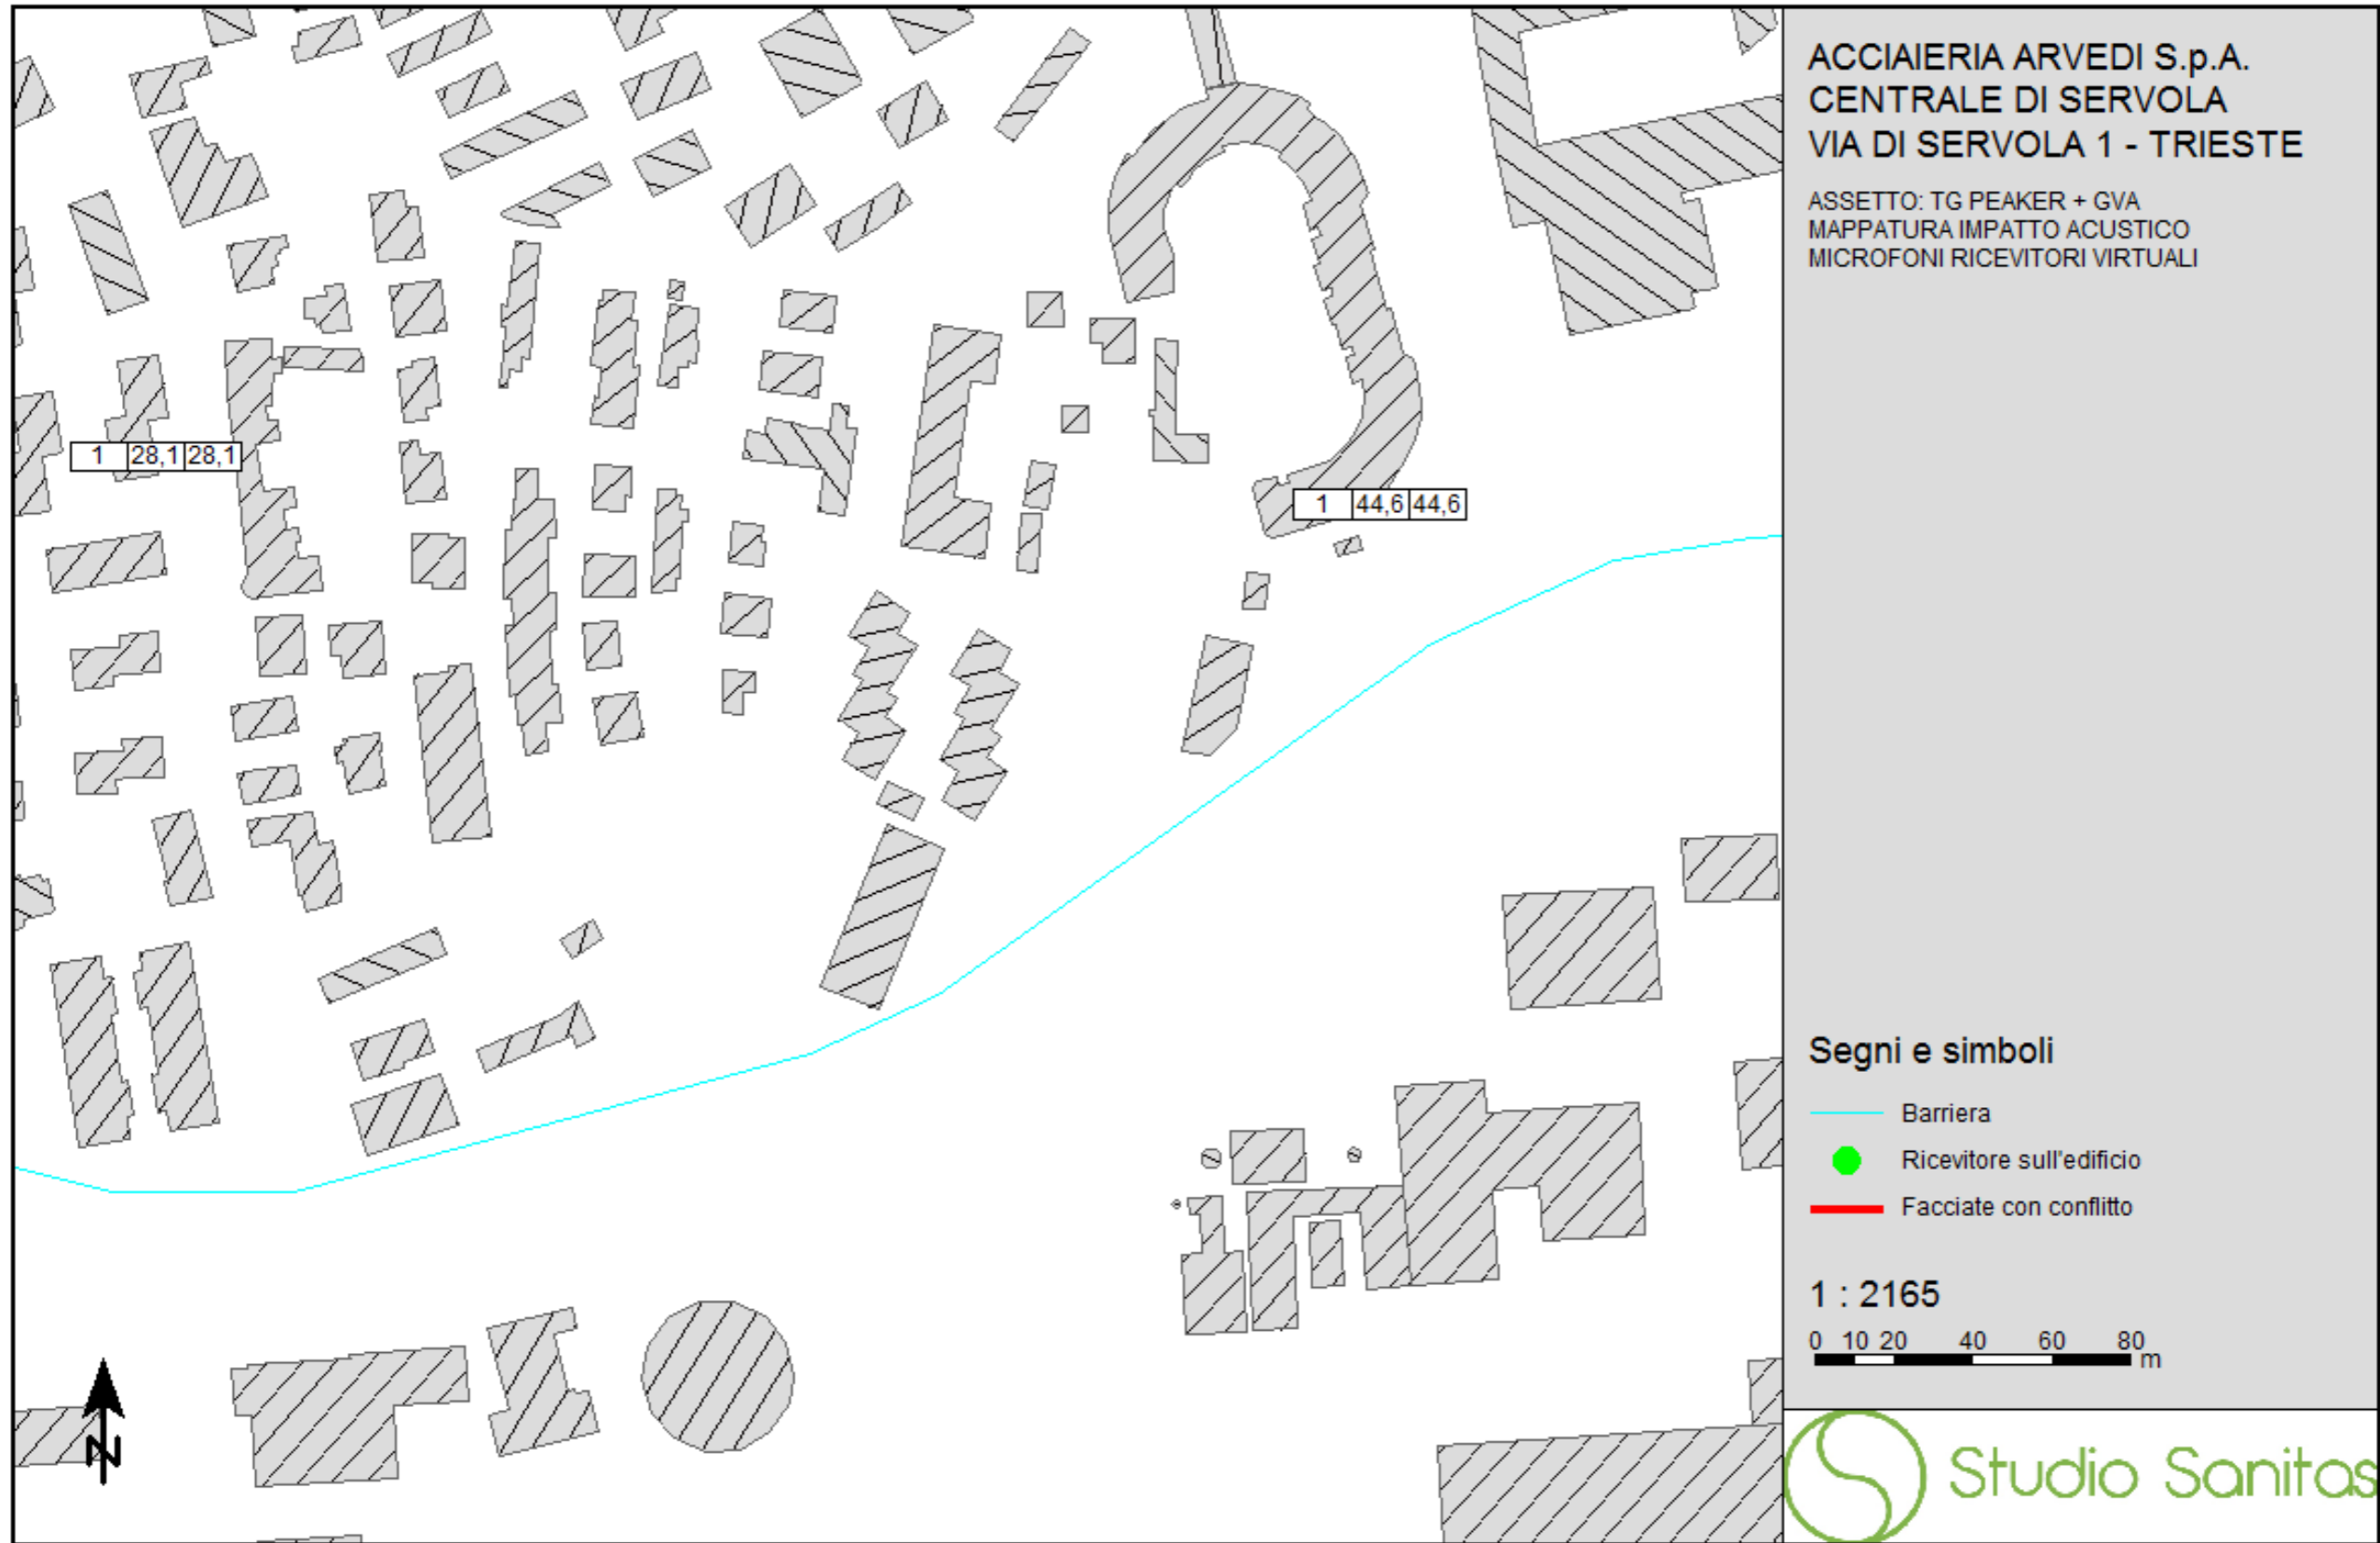 ACCIAIERIA ARVEDI S.p.A.
CENTRALE DI SERVOLA
VIA DI SERVOLA 1 - TRIESTE
ASSETTO: TG PEAKER + GVA
MAPPATURA IMPATTO ACUSTICO
MICROFONI RICEVITORI VIRTUALI
1 28,1 28,1
1 44,6 44,6
Segni e simboli
Barriera
Ricevitore sull'edificio
Facciate con conflitto
1 : 2165
0 10 20 40 60 80
m
N
Studio Sanitas